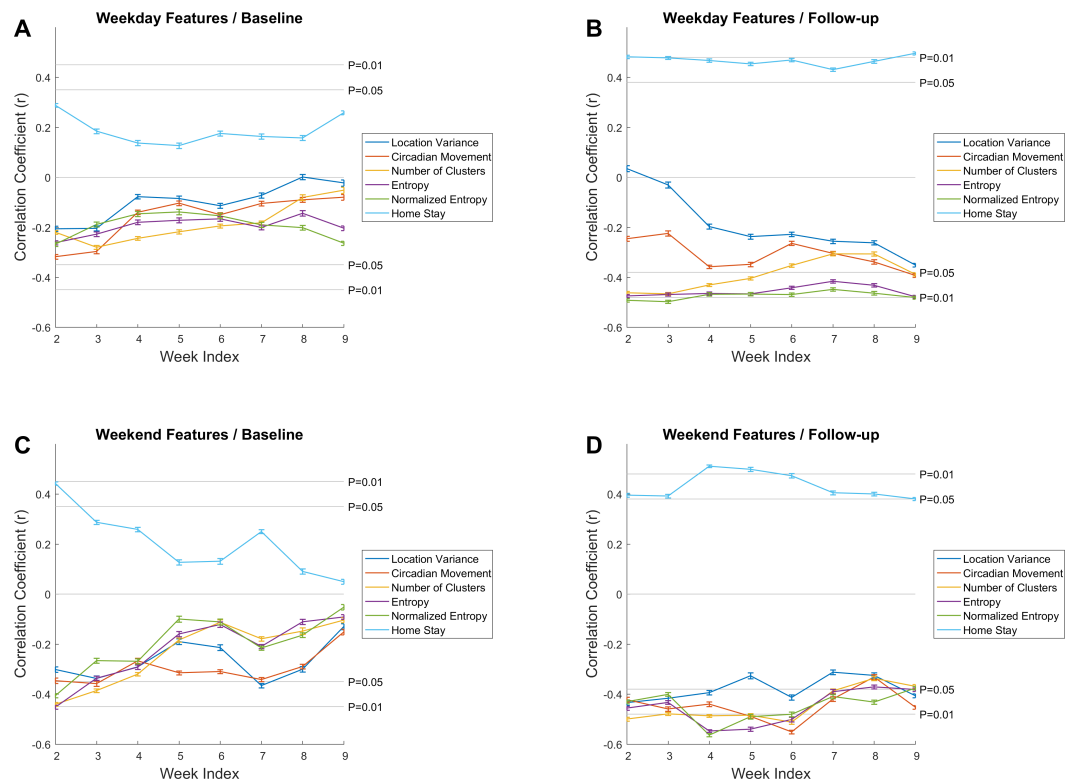 A
Weekday Features / Baseline
Correlation Coefficient (r)
0.4
0.2
0
-0.2
-0.4
-0.6
P=0.01
P=0.05
P=0.05
P=0.01
2 3 4 5 6 7 8 9
Week Index
Location Variance
Circadian Movement
Number of Clusters
Entropy
Normalized Entropy
Home Stay
B
Weekday Features / Follow-up
Correlation Coefficient (r)
0.4
0.2
0
-0.2
-0.4
-0.6
P=0.01
P=0.05
P=0.05
P=0.01
2 3 4 5 6 7 8 9
Week Index
Location Variance
Circadian Movement
Number of Clusters
Entropy
Normalized Entropy
Home Stay
C
Weekend Features / Baseline
Correlation Coefficient (r)
0.4
0.2
0
-0.2
-0.4
-0.6
P=0.01
P=0.05
P=0.05
P=0.01
2 3 4 5 6 7 8 9
Week Index
Location Variance
Circadian Movement
Number of Clusters
Entropy
Normalized Entropy
Home Stay
D
Weekend Features / Follow-up
Correlation Coefficient (r)
0.4
0.2
0
-0.2
-0.4
-0.6
P=0.01
P=0.05
P=0.05
P=0.01
2 3 4 5 6 7 8 9
Week Index
Location Variance
Circadian Movement
Number of Clusters
Entropy
Normalized Entropy
Home Stay